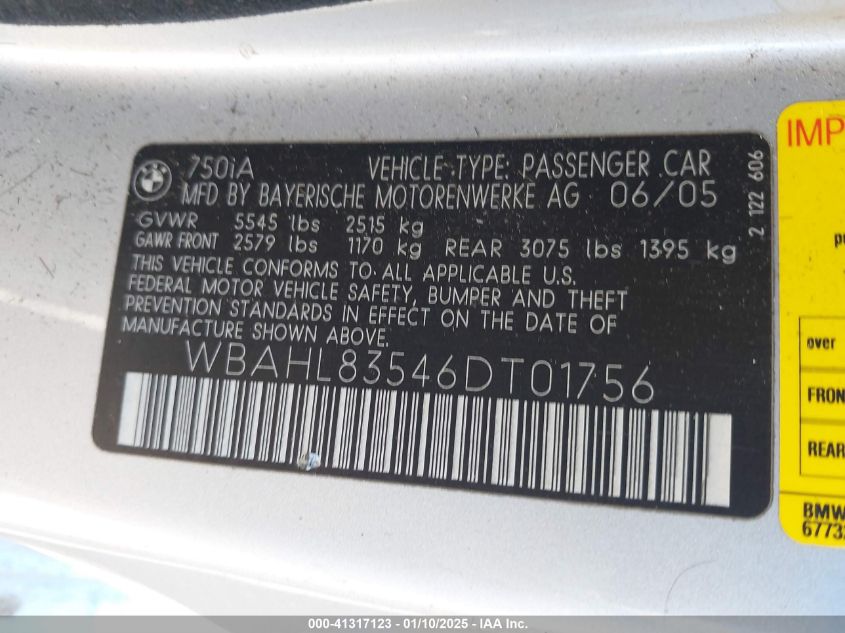 750iA VEHICLE TYPE: PASSENGER CAR
MFD BY BAYERISCHE MOTORENWERKE AG 06/05
GVWR 5545 lbs 2515 kg
GAWR FRONT 2579 lbs 1170 kg REAR 3075 lbs 1395 kg
THIS VEHICLE CONFORMS TO ALL APPLICABLE U.S.
FEDERAL MOTOR VEHICLE SAFETY, BUMPER AND THEFT
PREVENTION STANDARDS IN EFFECT ON THE DATE OF
MANUFACTURE SHOWN ABOVE.
WBAHL83546DT01756
2 122 606
over
FRON
REAR
BMW
000-41317123 - 01/10/2025 - IAA, Inc.